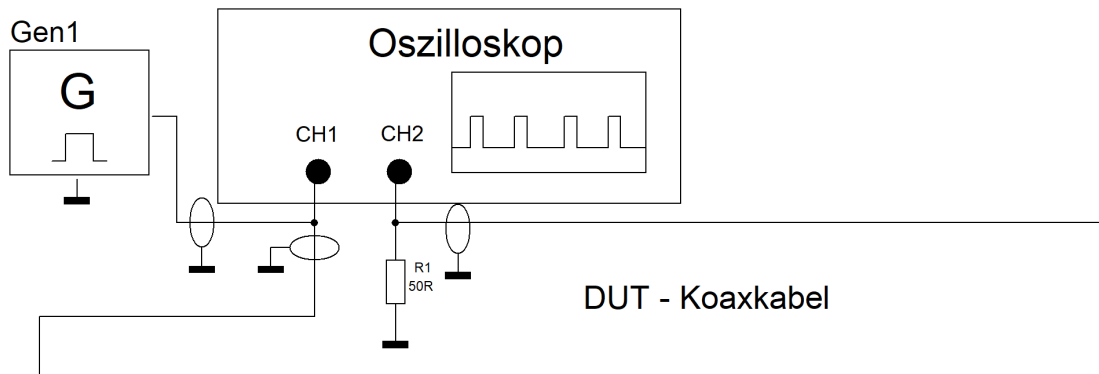 Gen1
Oszilloskop
G
CH1
CH2
R1
50R
DUT - Koaxkabel